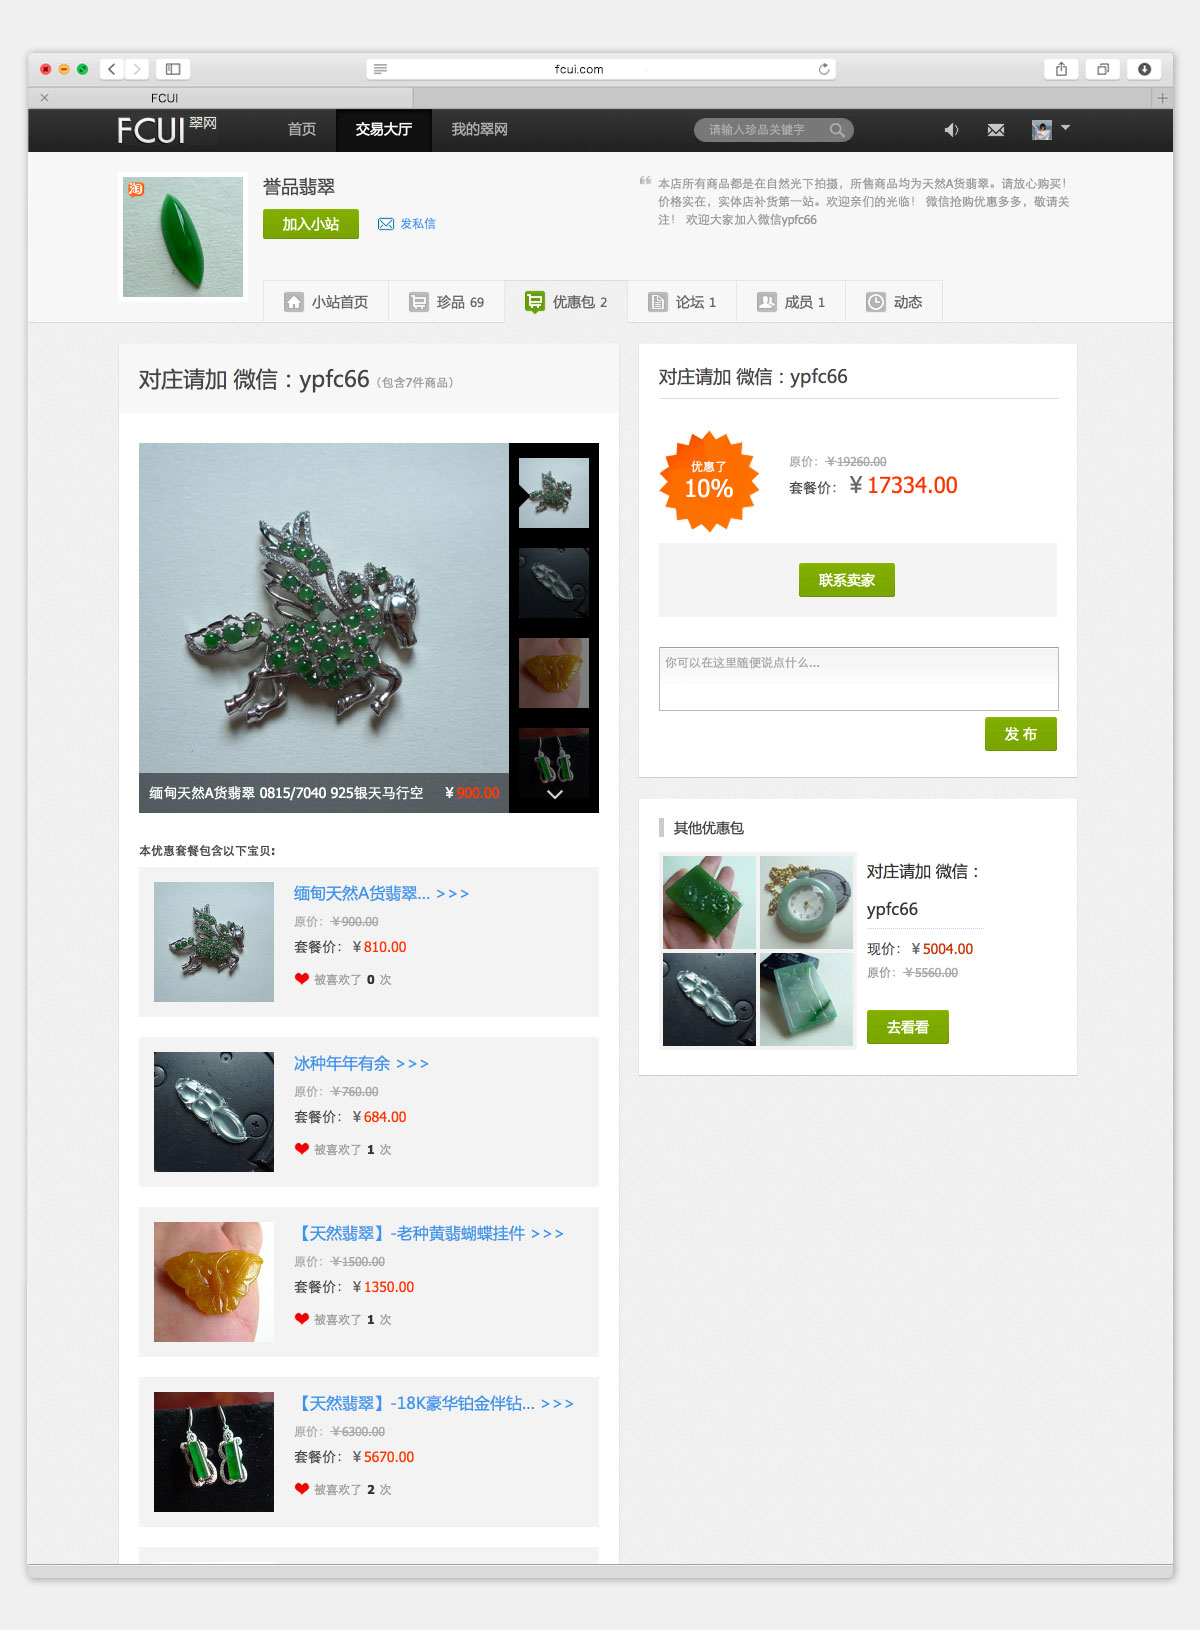 fcui.com
FCUI
FCUI 翠网
首页
交易大厅
我的翠网
请输入珍品关键字
淘
誉品翡翠
加入小站
发私信
本店所有商品都是在自然光下拍摄，所售商品均为天然A货翡翠。请放心购买！
价格实在，实体店补货第一站。欢迎亲们的光临！ 微信抢购优惠多多，敬请关
注！ 欢迎大家加入微信ypfc66
小站首页
珍品 69
优惠包 2
论坛 1
成员 1
动态
对庄请加 微信：ypfc66（包含7件商品）
缅甸天然A货翡翠 0815/7040 925银天马行空 ￥900.00
本优惠套餐包含以下宝贝:
缅甸天然A货翡翠... >>>
原价：￥900.00
套餐价：￥810.00
被喜欢了 0 次
冰种年年有余 >>>
原价：￥760.00
套餐价：￥684.00
被喜欢了 1 次
【天然翡翠】-老种黄翡蝴蝶挂件 >>>
原价：￥1500.00
套餐价：￥1350.00
被喜欢了 1 次
【天然翡翠】-18K豪华铂金伴钻... >>>
原价：￥6300.00
套餐价：￥5670.00
被喜欢了 2 次
对庄请加 微信：ypfc66
优惠了
10%
原价：￥19260.00
套餐价：￥17334.00
联系卖家
你可以在这里随便说点什么...
发 布
其他优惠包
对庄请加 微信：
ypfc66
现价：￥5004.00
原价：￥5560.00
去看看